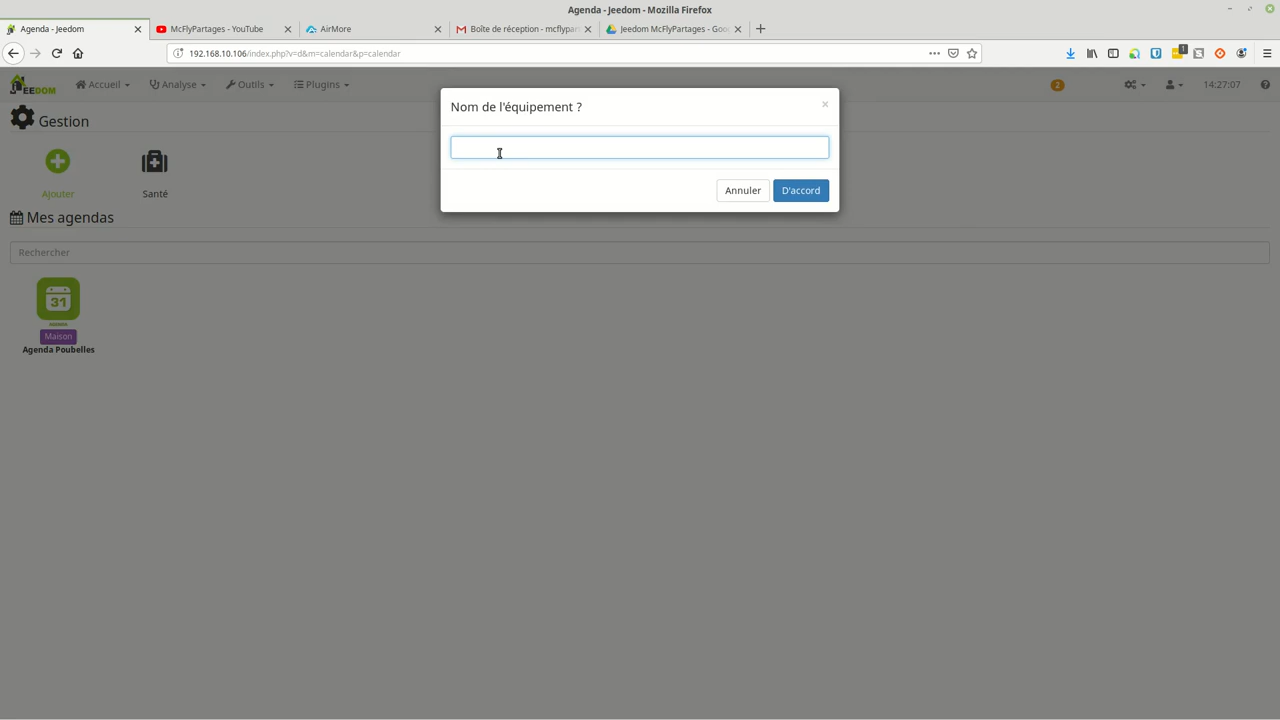 Agenda - Jeedom - Mozilla Firefox
Agenda - Jeedom
McFlyPartages - YouTube
AirMore
Boîte de réception - mcflypar
Jeedom McFlyPartages - Goo
192.168.10.106/index.php?v=d&m=calendar&p=calendar
1
JEEDOM
Accueil
Analyse
Outils
Plugins
2
14:27:07
Nom de l'équipement ?
Annuler
D'accord
Gestion
Ajouter
Santé
Mes agendas
Rechercher
31
Maison
Agenda Poubelles